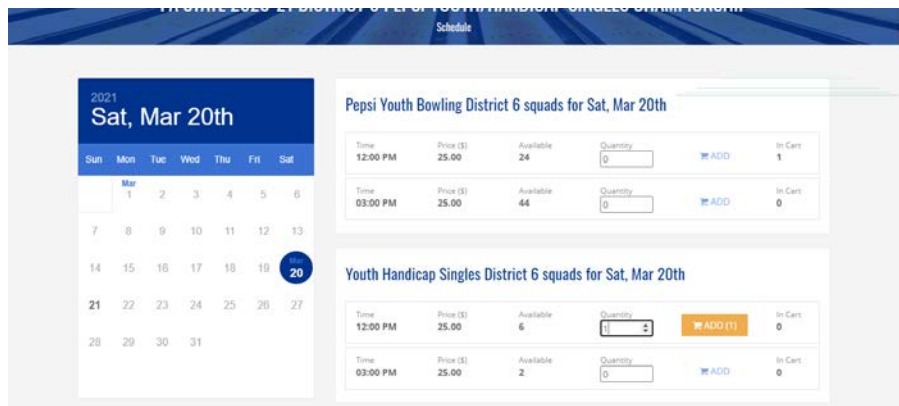 Schedule
2021
Sat, Mar 20th
Sun Mon Tue Wed Thu Fri Sat
Mar
1 2 3 4 5 6
7 8 9 10 11 12 13
14 15 16 17 18 19 Mar 20
21 22 23 24 25 26 27
28 29 30 31
Pepsi Youth Bowling District 6 squads for Sat, Mar 20th
Time Price ($) Available Quantity In Cart
12:00 PM 25.00 24 0 ADD 1
Time Price ($) Available Quantity In Cart
03:00 PM 25.00 44 0 ADD 0
Youth Handicap Singles District 6 squads for Sat, Mar 20th
Time Price ($) Available Quantity In Cart
12:00 PM 25.00 6 1 ADD (1) 0
Time Price ($) Available Quantity In Cart
03:00 PM 25.00 2 0 ADD 0